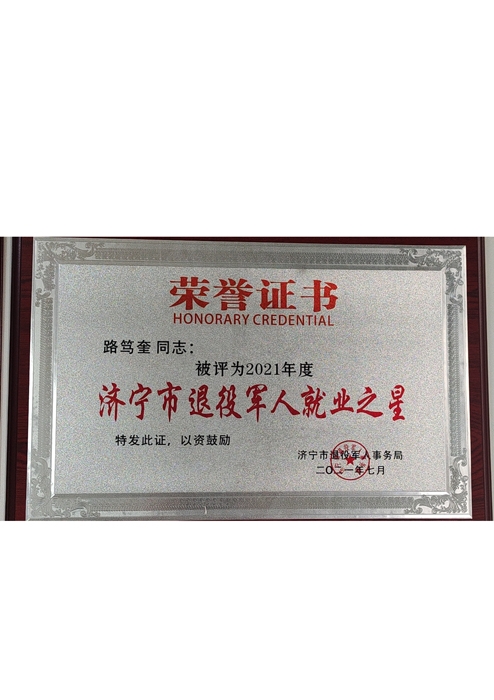 荣誉证书
HONORARY CREDENTIAL
路笃奎 同志：
被评为2021年度
济宁市退役军人就业之星
特发此证，以资鼓励
济宁市退役军人事务局
二〇二一年七月